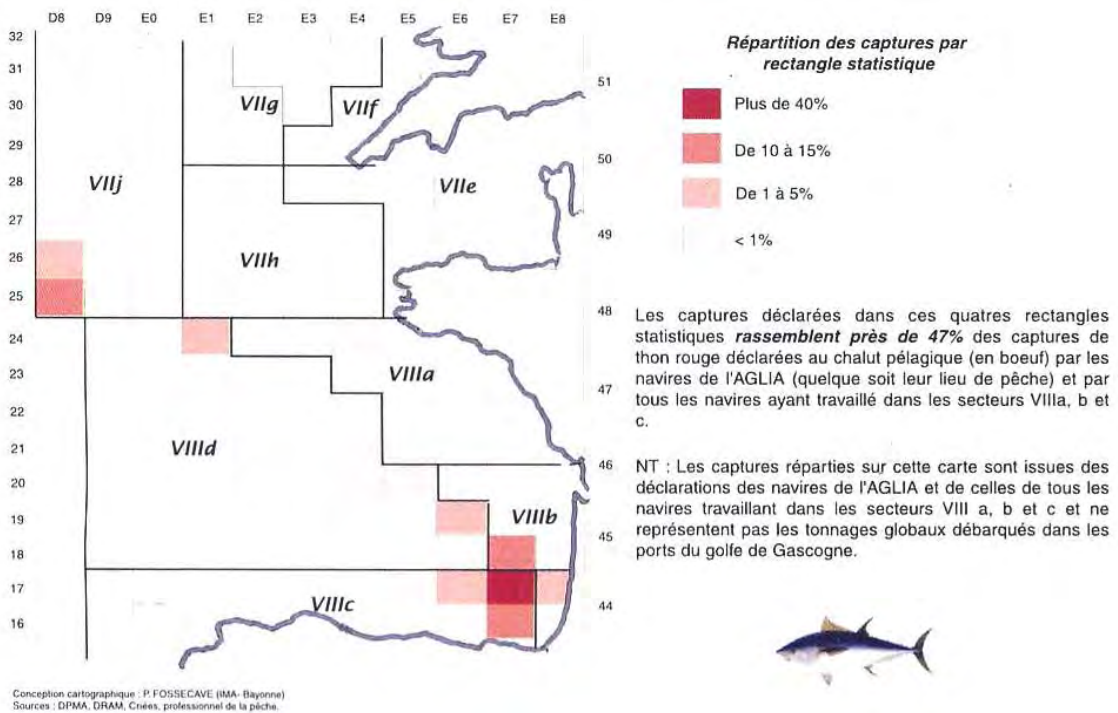 D8 D9 E0 E1 E2 E3 E4 E5 E6 E7 E8
32
31
30
29
28
27
26
25
24
23
22
21
20
19
18
17
16
51
50
49
48
47
46
45
44
VIIg
VIIf
VIIj
VIIe
VIIh
VIIIa
VIIId
VIIIb
VIIIc
Répartition des captures par
rectangle statistique
Plus de 40%
De 10 à 15%
De 1 à 5%
< 1%
Les captures déclarées dans ces quatres rectangles
statistiques rassemblent près de 47% des captures de
thon rouge déclarées au chalut pélagique (en boeuf) par les
navires de l'AGLIA (quelque soit leur lieu de pêche) et par
tous les navires ayant travaillé dans les secteurs VIIIa, b et
c.
NT : Les captures réparties sur cette carte sont issues des
déclarations des navires de l'AGLIA et de celles de tous les
navires travaillant dans les secteurs VIII a, b et c et ne
représentent pas les tonnages globaux débarqués dans les
ports du golfe de Gascogne.
Conception cartographique : P. FOSSECAVE (IMA- Bayonne)
Sources : DPMA, DRAM, Criées, professionnel de la pêche.